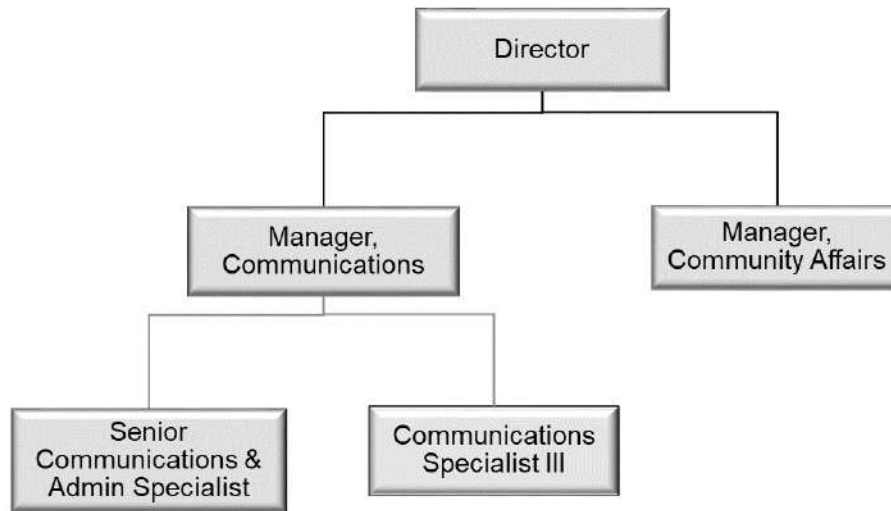 Director
Manager,
Communications
Manager,
Community Affairs
Senior
Communications &
Admin Specialist
Communications
Specialist III